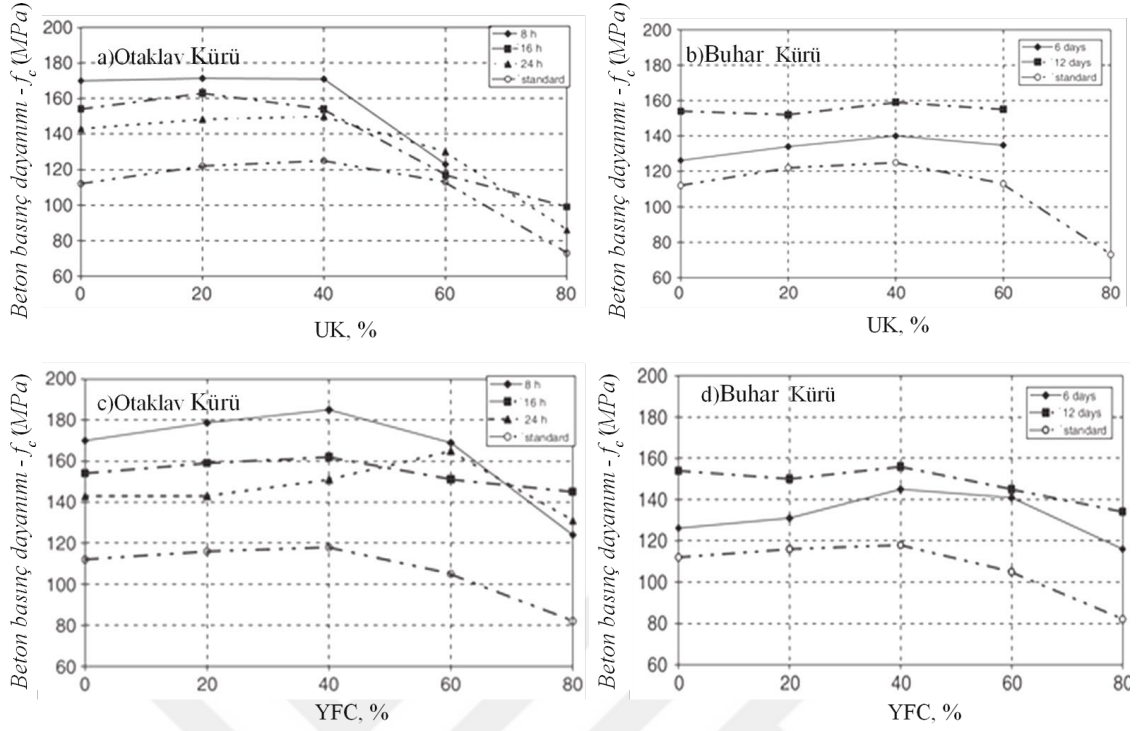 a)Otaklav Kürü
8 h
16 h
24 h
standard
Beton basınç dayanımı - fc (MPa)
200
180
160
140
120
100
80
60
0 20 40 60 80
UK, %
b)Buhar Kürü
6 days
12 days
standard
Beton basınç dayanımı - fc (MPa)
200
180
160
140
120
100
80
60
0 20 40 60 80
UK, %
c)Otaklav Kürü
8 h
16 h
24 h
standard
Beton basınç dayanımı - fc (MPa)
200
180
160
140
120
100
80
60
0 20 40 60 80
YFC, %
d)Buhar Kürü
6 days
12 days
standard
Beton basınç dayanımı - fc (MPa)
200
180
160
140
120
100
80
60
0 20 40 60 80
YFC, %